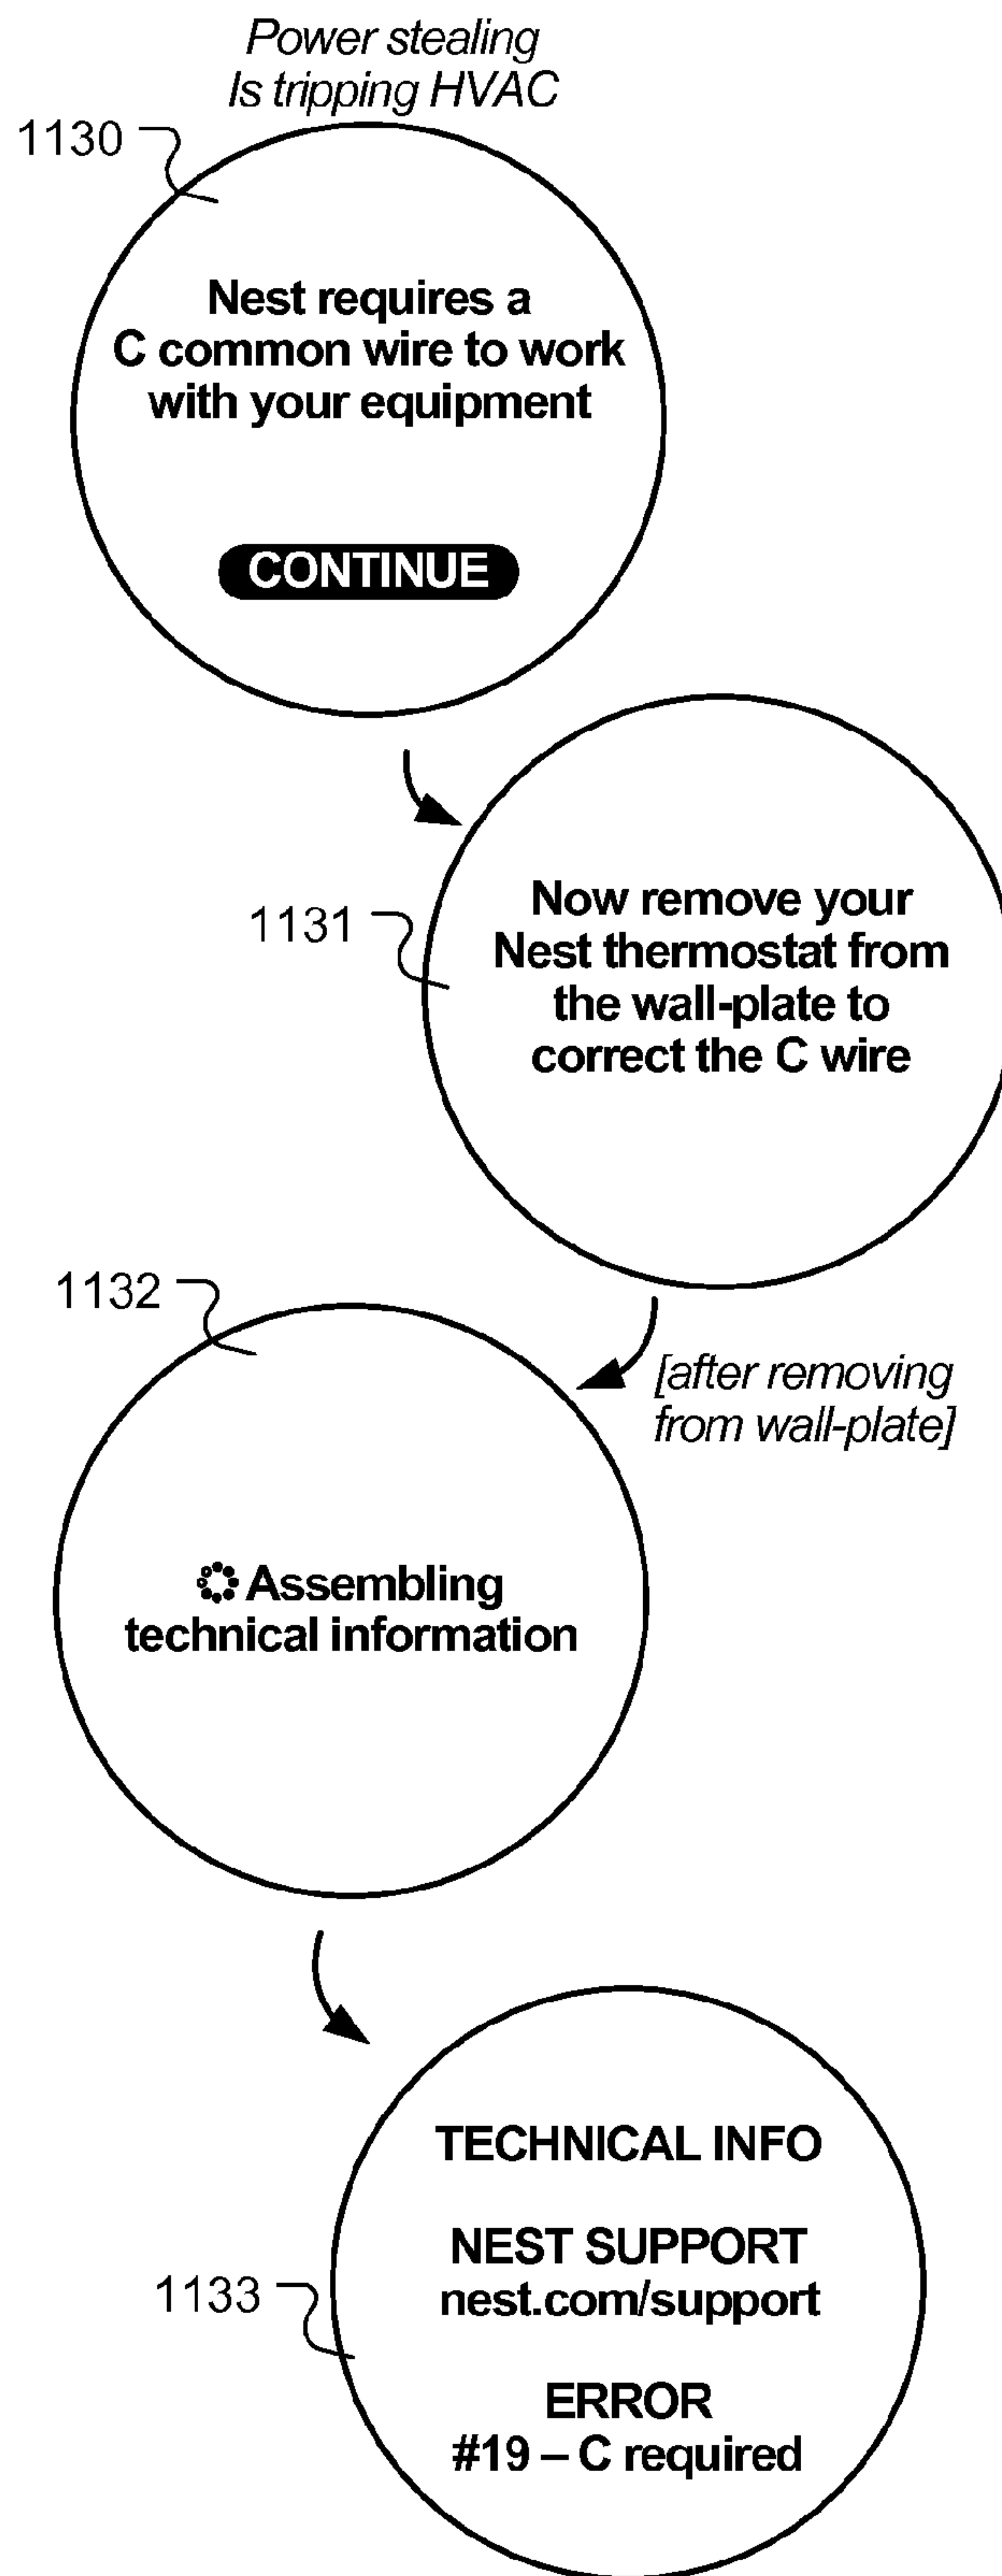 Power stealing
Is tripping HVAC
1130
Nest requires a
C common wire to work
with your equipment
CONTINUE
1131
Now remove your
Nest thermostat from
the wall-plate to
correct the C wire
1132
[after removing
from wall-plate]
Assembling
technical information
1133
TECHNICAL INFO
NEST SUPPORT
nest.com/support
ERROR
#19 – C required